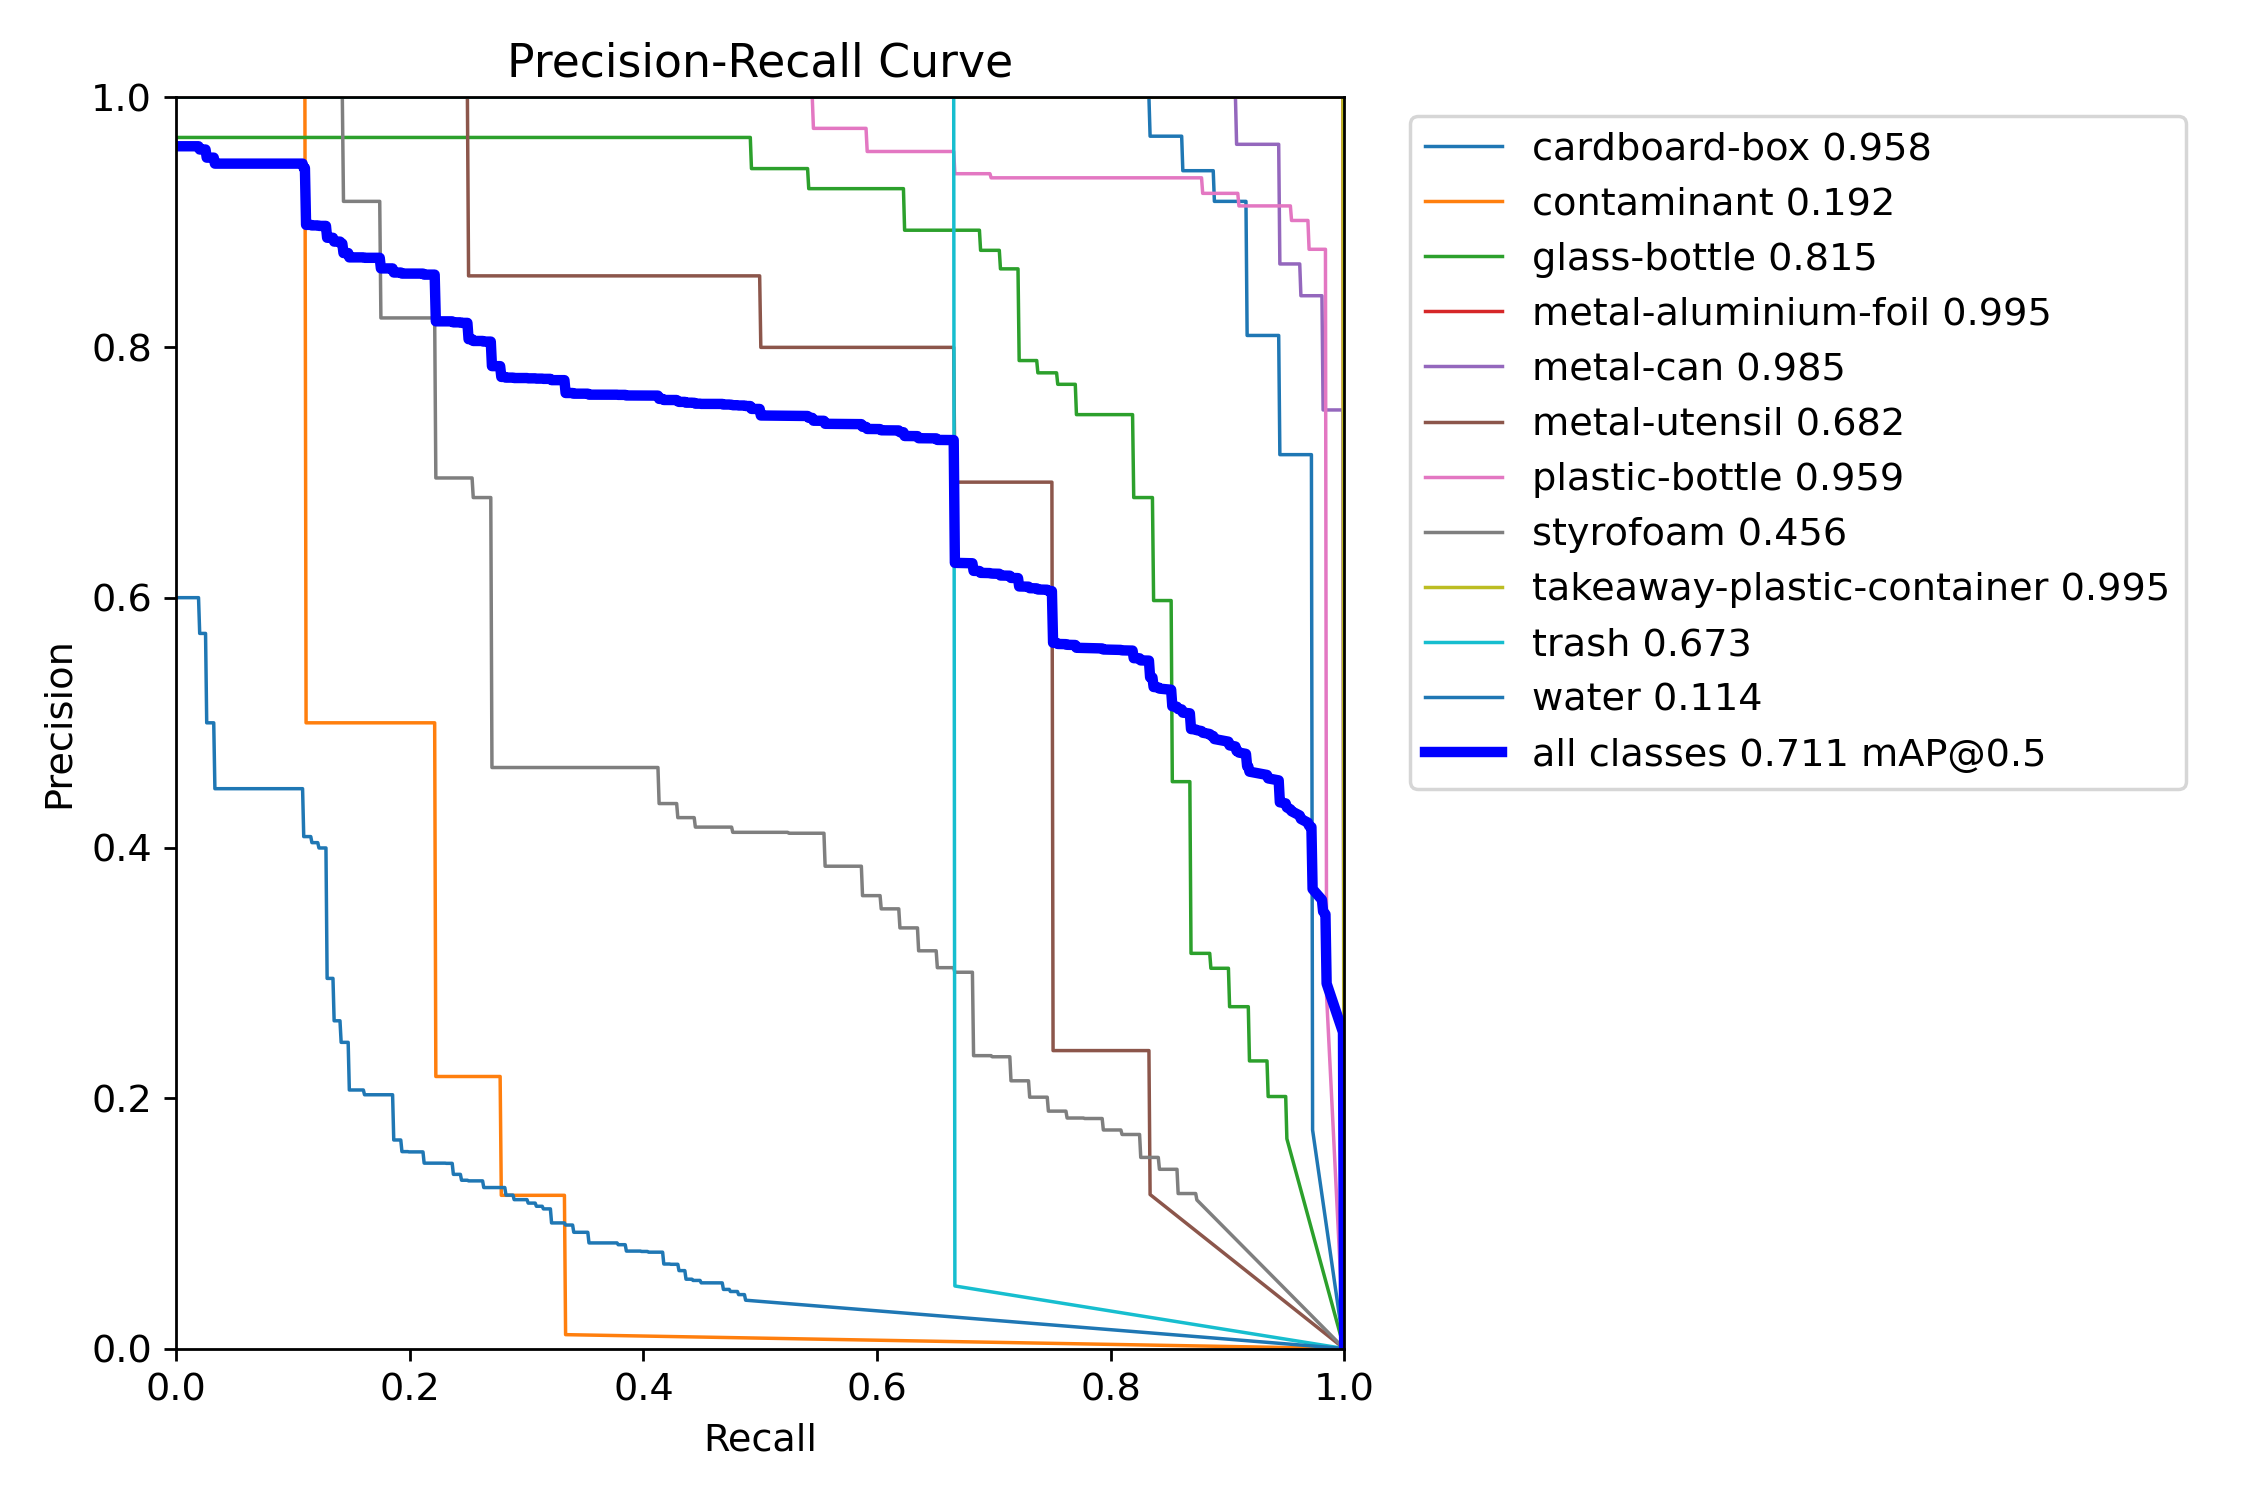 Precision-Recall Curve
1.0
0.8
0.6
0.4
0.2
0.0
Precision
0.0 0.2 0.4 0.6 0.8 1.0
Recall
cardboard-box 0.958
contaminant 0.192
glass-bottle 0.815
metal-aluminium-foil 0.995
metal-can 0.985
metal-utensil 0.682
plastic-bottle 0.959
styrofoam 0.456
takeaway-plastic-container 0.995
trash 0.673
water 0.114
all classes 0.711 mAP@0.5